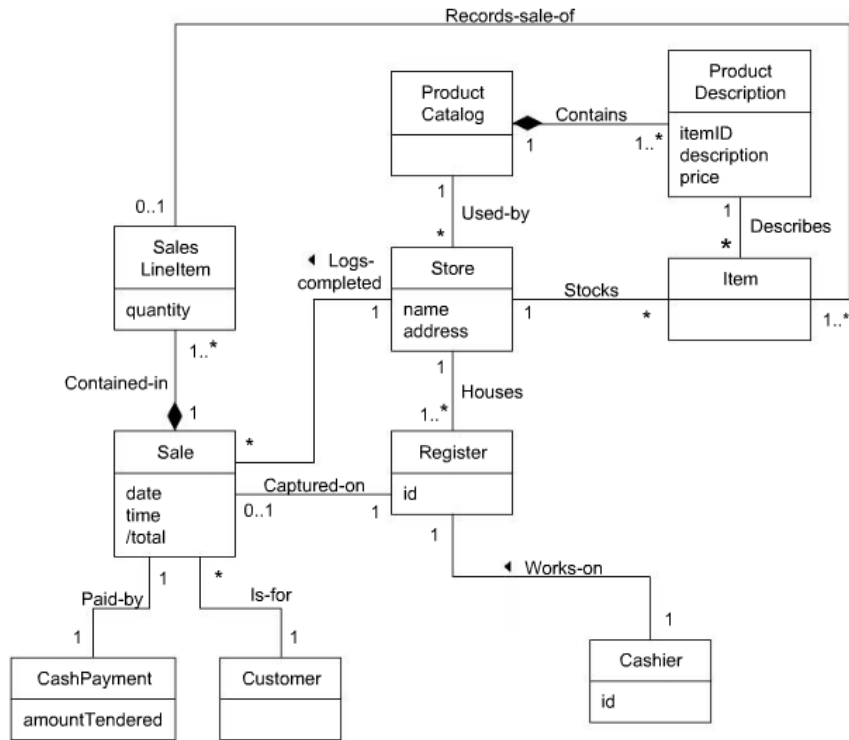 Records-sale-of
Product
Catalog
Product
Description
itemID
description
price
Contains
1
1..*
1
Used-by
*
1
Describes
*
0..1
Sales
LineItem
quantity
1..*
◄ Logs-
completed
1
Store
name
address
1
Stocks
*
Item
1..*
Contained-in
1
1
Houses
1..*
*
Sale
date
time
/total
Captured-on
0..1
1
Register
id
1
◄ Works-on
1
Cashier
id
1
Paid-by
1
*
Is-for
1
CashPayment
amountTendered
Customer